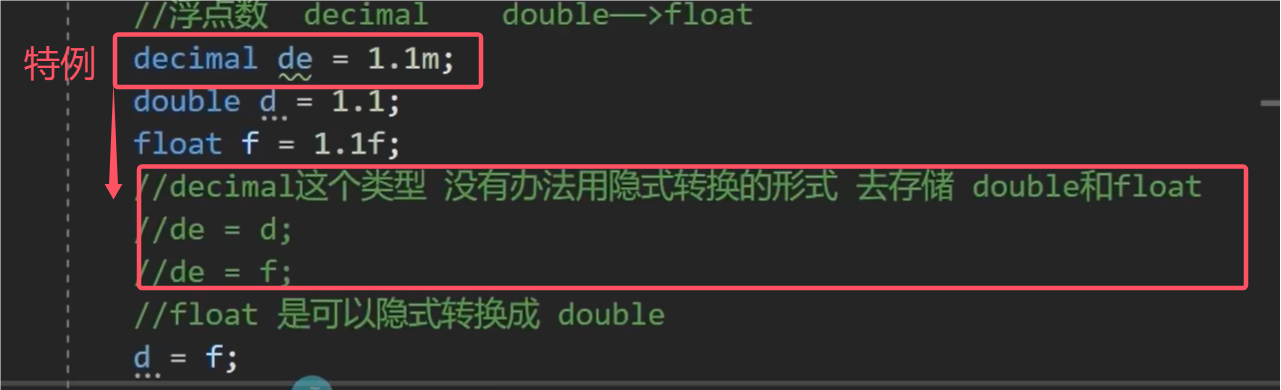 //浮点数 decimal double——>float
特例
decimal de = 1.1m;
double d = 1.1;
float f = 1.1f;
//decimal这个类型 没有办法用隐式转换的形式 去存储 double和float
//de = d;
//de = f;
//float 是可以隐式转换成 double
d = f;